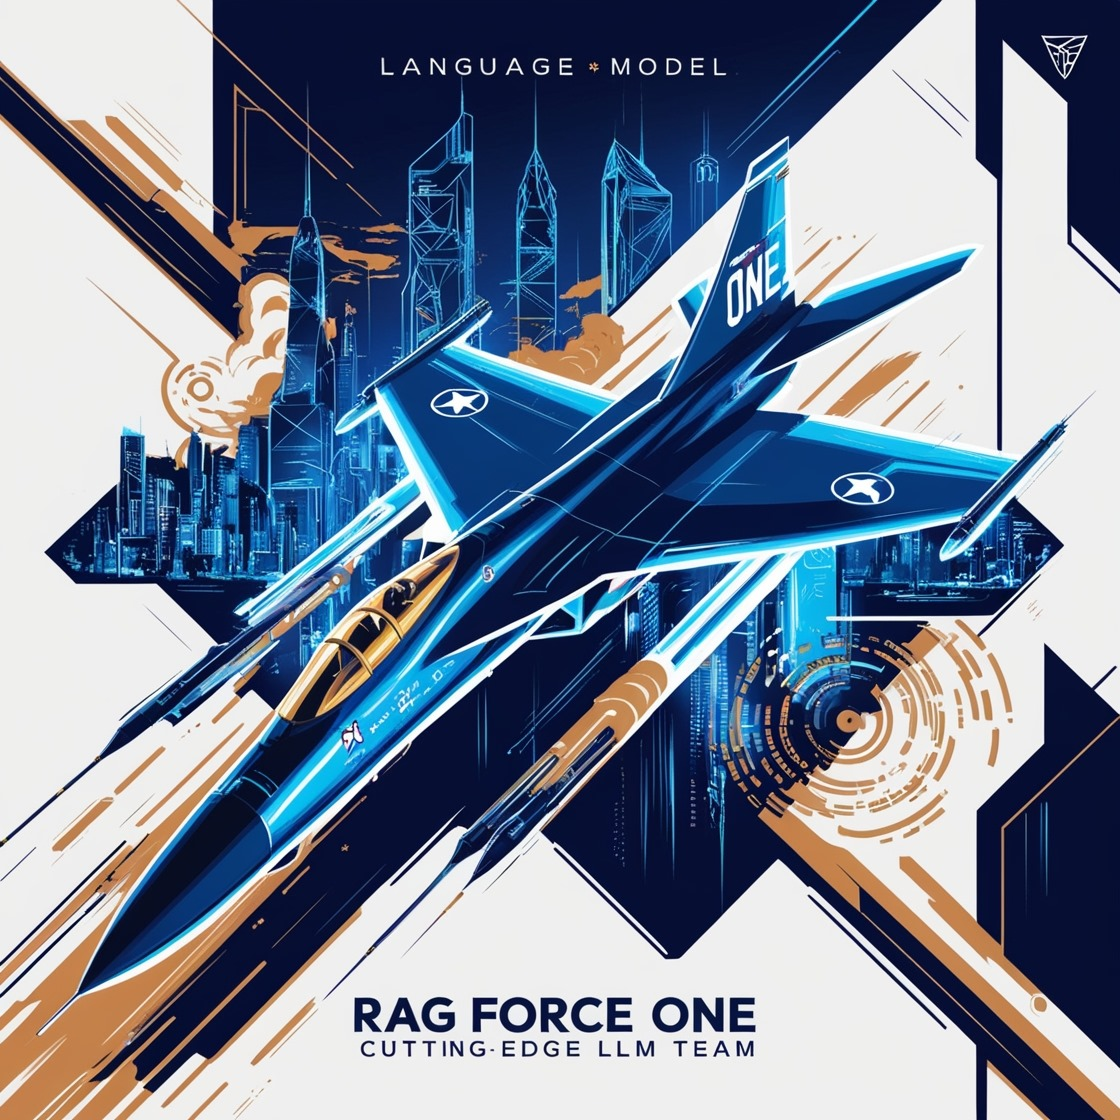 LANGUAGE * MODEL
ONE
RAG FORCE ONE
CUTTING-EDGE LLM TEAM